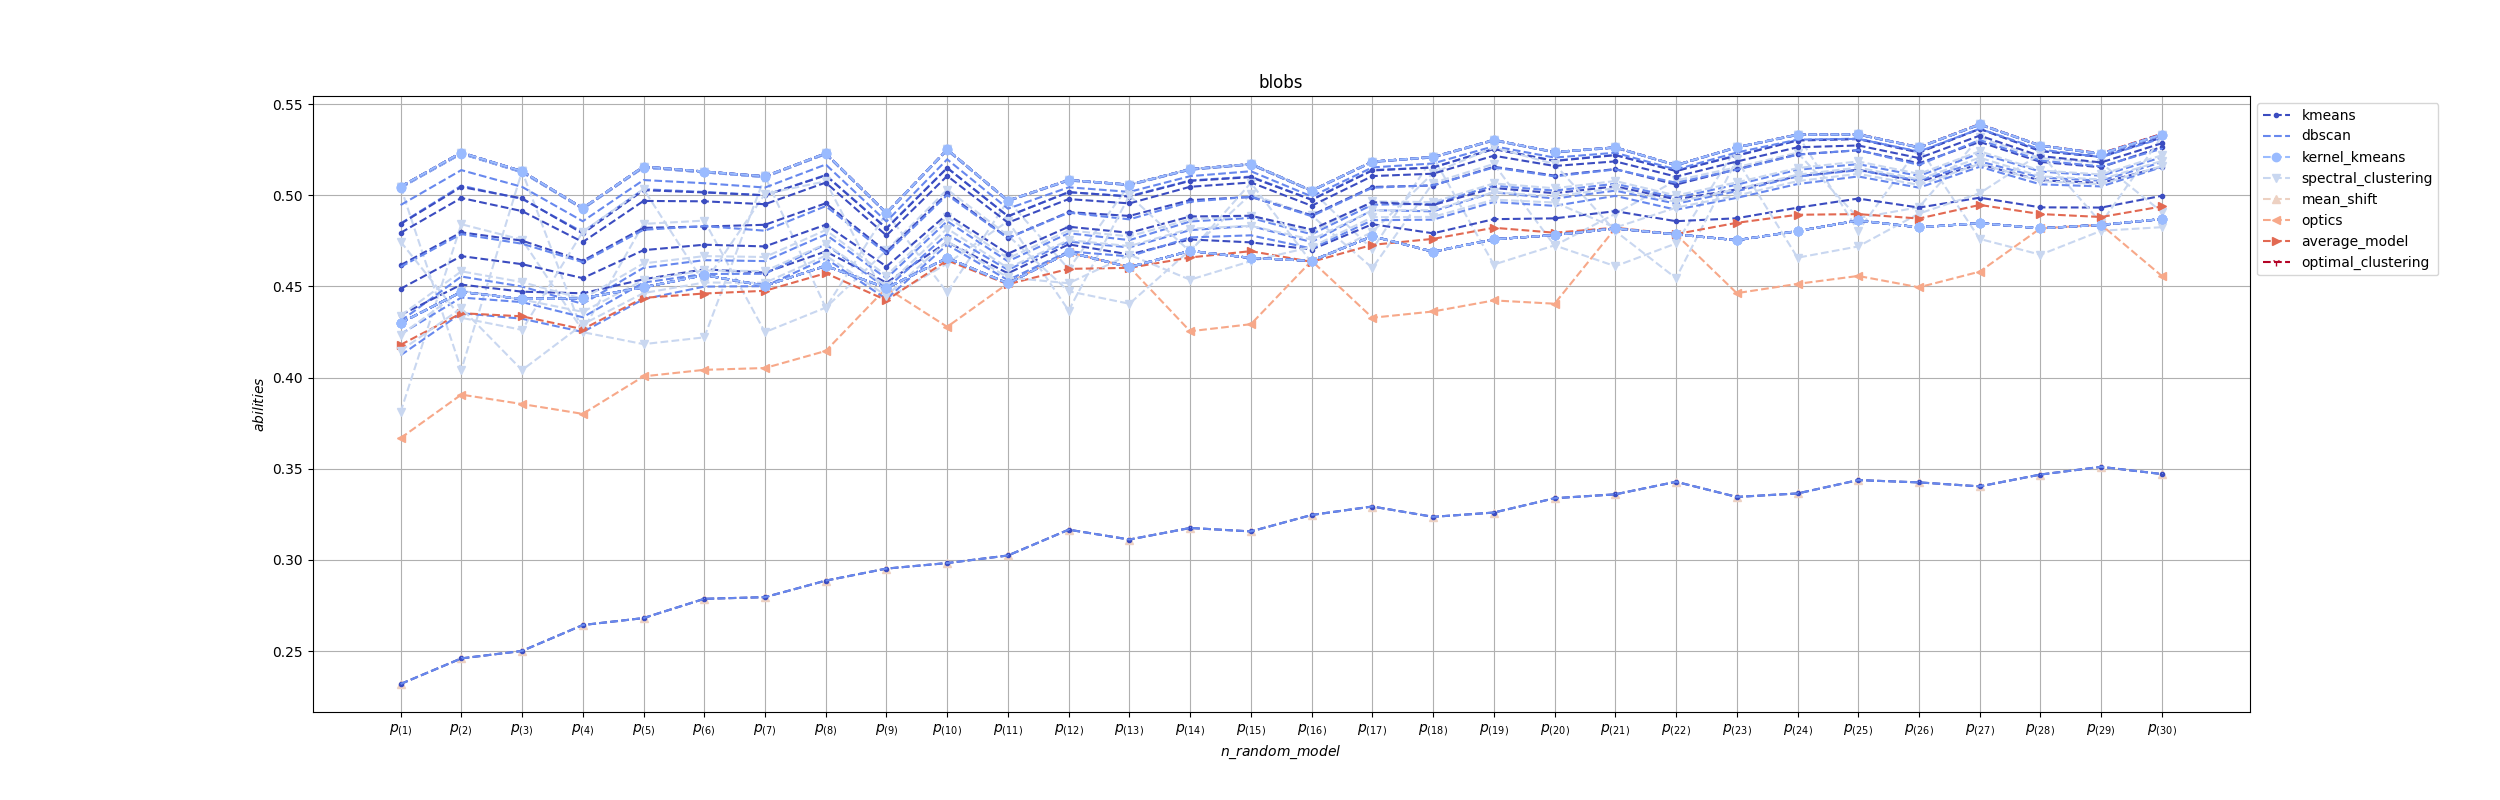 blobs
0.55
0.50
0.45
0.40
0.35
0.30
0.25
abilities
p(1) p(2) p(3) p(4) p(5) p(6) p(7) p(8) p(9) p(10) p(11) p(12) p(13) p(14) p(15) p(16) p(17) p(18) p(19) p(20) p(21) p(22) p(23) p(24) p(25) p(26) p(27) p(28) p(29) p(30)
n_random_model
kmeans
dbscan
kernel_kmeans
spectral_clustering
mean_shift
optics
average_model
optimal_clustering